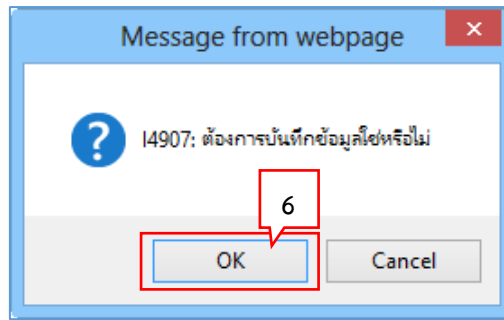 Message from webpage
I4907: ต้องการบันทึกข้อมูลใช่หรือไม่
6
OK
Cancel